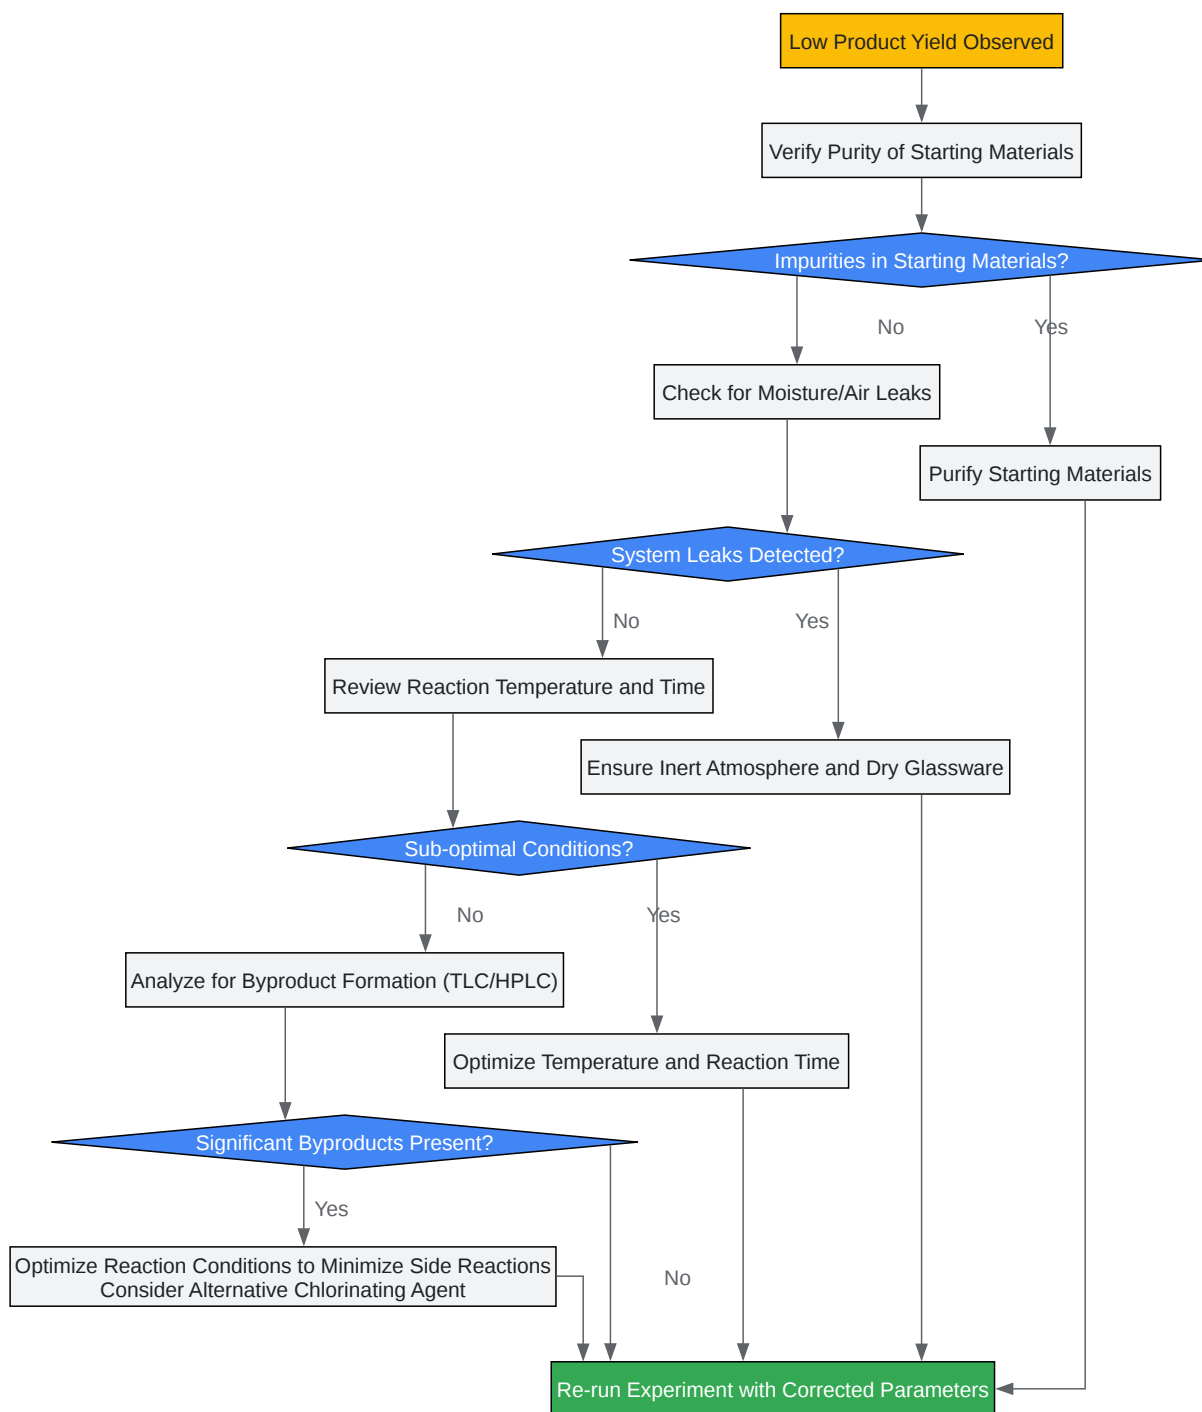 Low Product Yield Observed
Verify Purity of Starting Materials
Impurities in Starting Materials?
No
Yes
Check for Moisture/Air Leaks
Purify Starting Materials
System Leaks Detected?
No
Yes
Review Reaction Temperature and Time
Ensure Inert Atmosphere and Dry Glassware
Sub-optimal Conditions?
No
Yes
Analyze for Byproduct Formation (TLC/HPLC)
Optimize Temperature and Reaction Time
Significant Byproducts Present?
Yes
Optimize Reaction Conditions to Minimize Side Reactions
Consider Alternative Chlorinating Agent
No
Re-run Experiment with Corrected Parameters